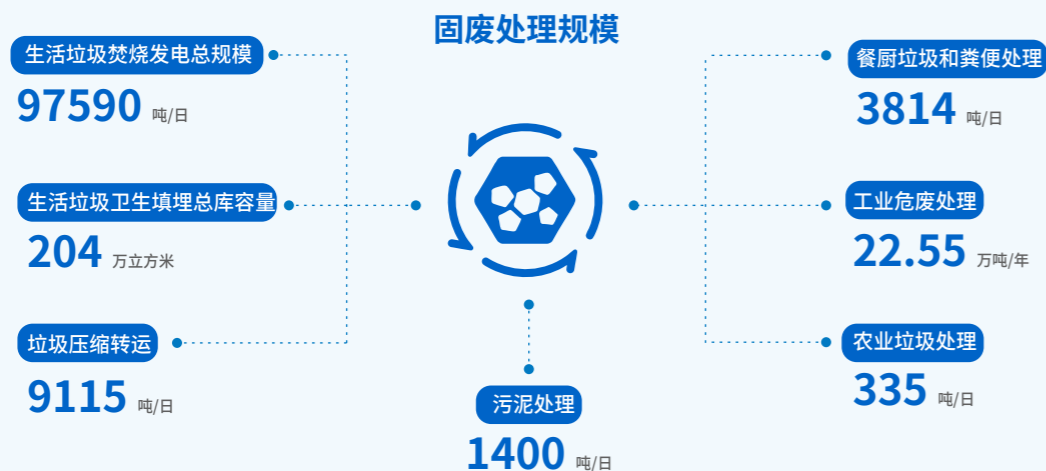 固废处理规模
生活垃圾焚烧发电总规模
97590 吨/日
生活垃圾卫生填埋总库容量
204 万立方米
垃圾压缩转运
9115 吨/日
污泥处理
1400 吨/日
餐厨垃圾和粪便处理
3814 吨/日
工业危废处理
22.55 万吨/年
农业垃圾处理
335 吨/日